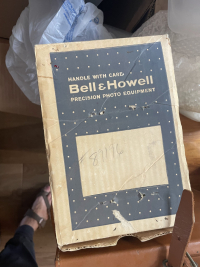 HANDLE WITH CARE:
Bell & Howell
PRECISION PHOTO EQUIPMENT